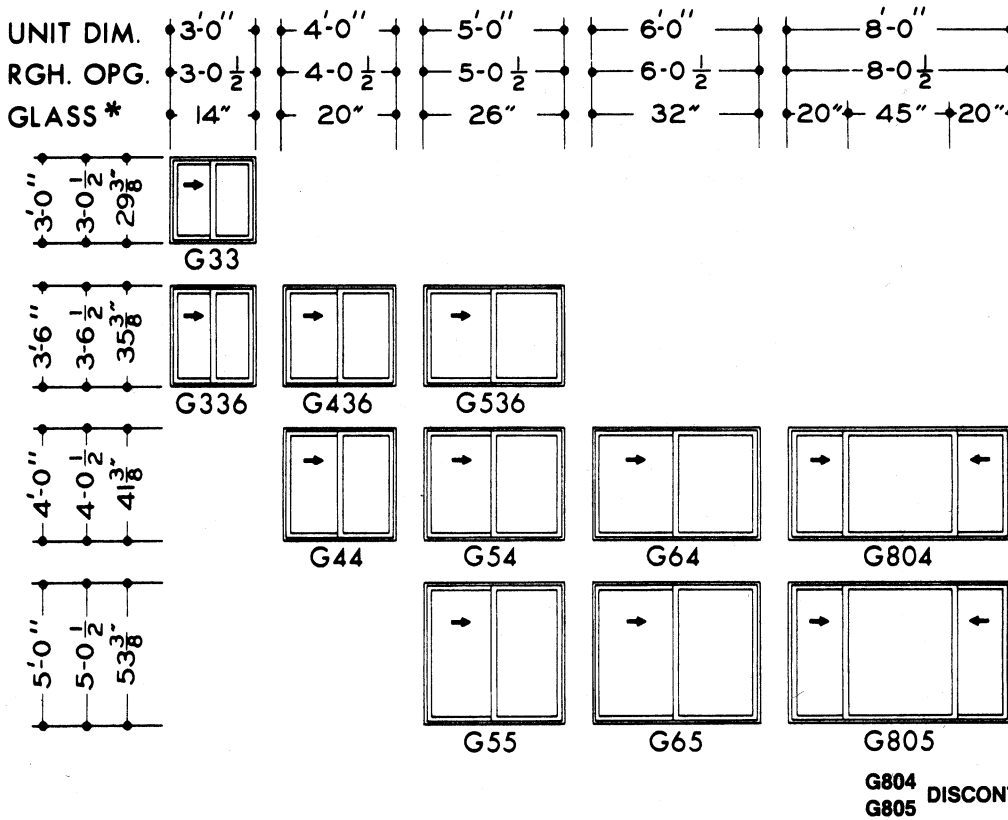 UNIT DIM. 3'-0" 4'-0" 5'-0" 6'-0" 8'-0"
RGH. OPG. 3-0 1/2 4-0 1/2 5-0 1/2 6-0 1/2 8-0 1/2
GLASS* 14" 20" 26" 32" 20" 45" 20"
3'-0" 3-0 1/2 29 3/8"
G33
3'-6" 3-6 1/2 35 3/8"
G336 G436 G536
4'-0" 4-0 1/2 41 3/8"
G44 G54 G64 G804
5'-0" 5-0 1/2 53 3/8"
G55 G65 G805
G804
G805 DISCON